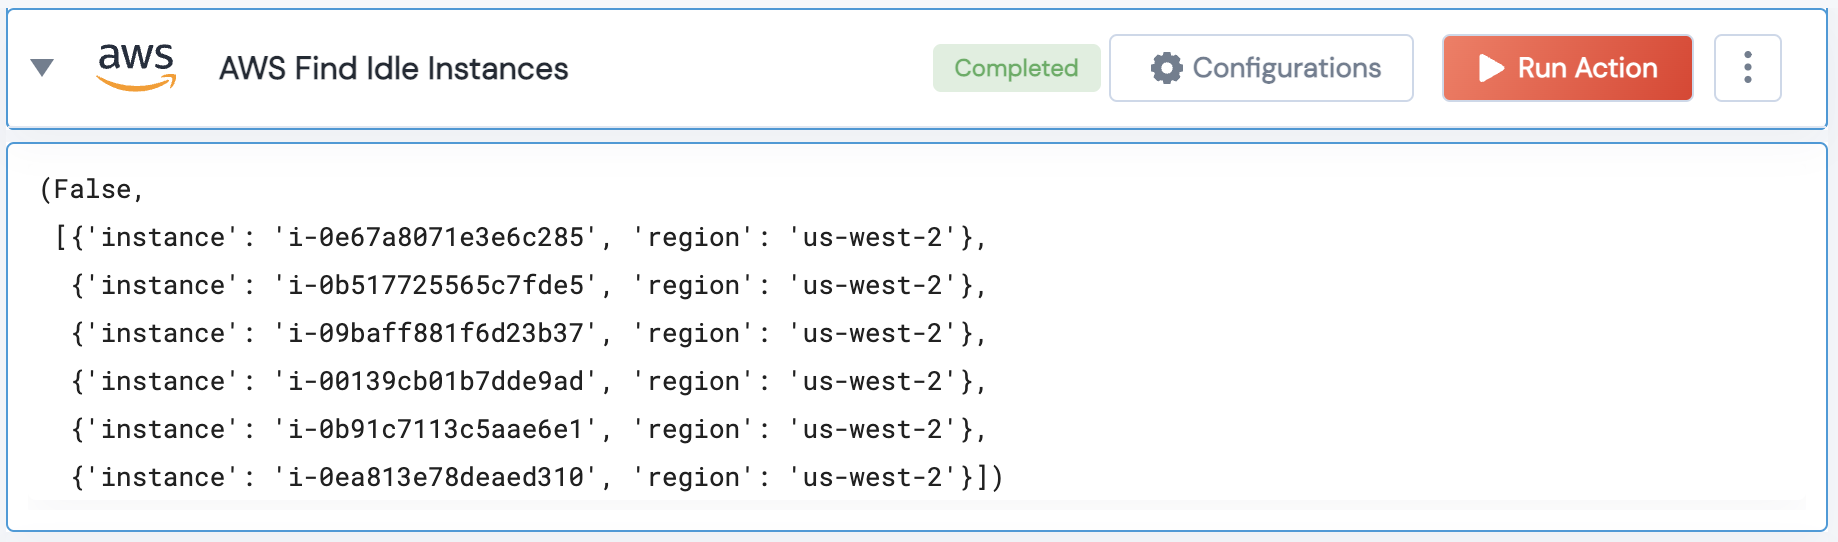 aws
AWS Find Idle Instances
Completed
Configurations
Run Action
(False,
[{'instance': 'i-0e67a8071e3e6c285', 'region': 'us-west-2'},
{'instance': 'i-0b517725565c7fde5', 'region': 'us-west-2'},
{'instance': 'i-09baff881f6d23b37', 'region': 'us-west-2'},
{'instance': 'i-00139cb01b7dde9ad', 'region': 'us-west-2'},
{'instance': 'i-0b91c7113c5aae6e1', 'region': 'us-west-2'},
{'instance': 'i-0ea813e78deaed310', 'region': 'us-west-2'}])